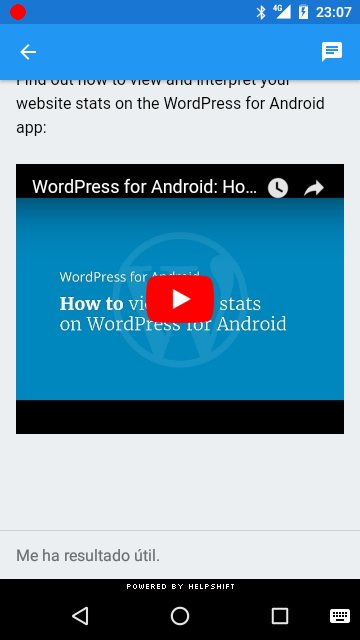 4G
23:07
Find out how to view and interpret your
website stats on the WordPress for Android
app:
WordPress for Android: Ho...
WordPress for Android
How to vi stats
on WordPress for Android
Me ha resultado útil.
POWERED BY HELPSHIFT